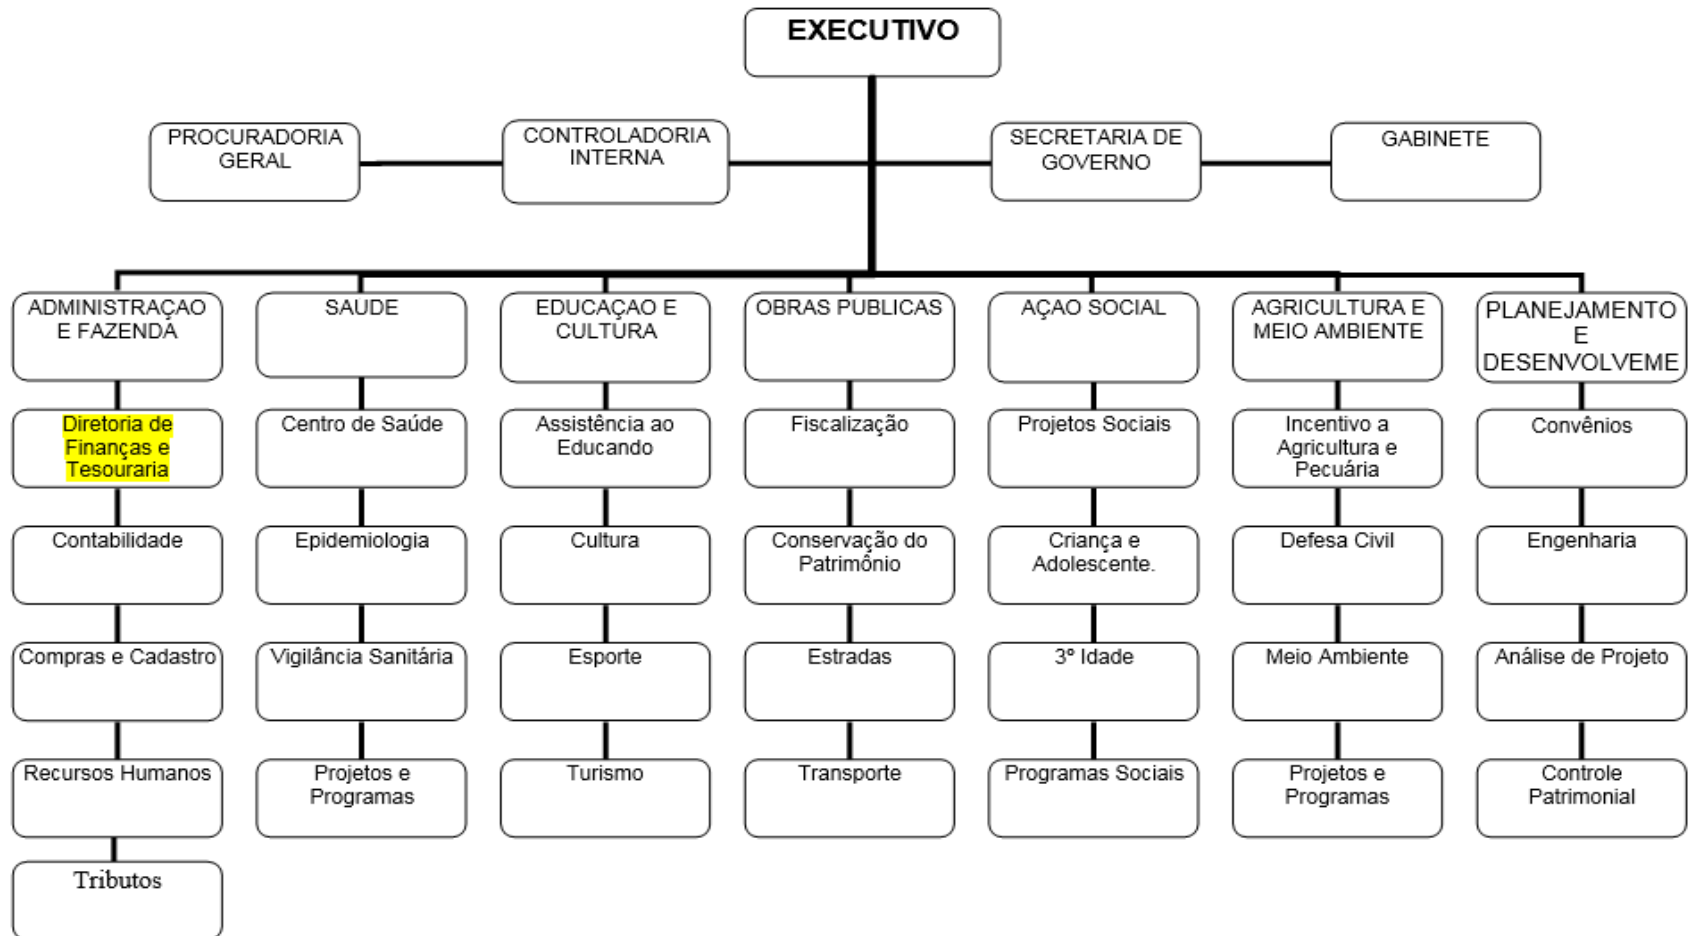 EXECUTIVO
PROCURADORIA
GERAL
CONTROLADORIA
INTERNA
SECRETARIA DE
GOVERNO
GABINETE
ADMINISTRAÇAO
E FAZENDA
SAUDE
EDUCAÇAO E
CULTURA
OBRAS PUBLICAS
AÇAO SOCIAL
AGRICULTURA E
MEIO AMBIENTE
PLANEJAMENTO
E
DESENVOLVEME
Diretoria de
Finanças e
Tesouraria
Centro de Saúde
Assistência ao
Educando
Fiscalização
Projetos Sociais
Incentivo a
Agricultura e
Pecuária
Convênios
Contabilidade
Epidemiologia
Cultura
Conservação do
Patrimônio
Criança e
Adolescente.
Defesa Civil
Engenharia
Compras e Cadastro
Vigilância Sanitária
Esporte
Estradas
3º Idade
Meio Ambiente
Análise de Projeto
Recursos Humanos
Projetos e
Programas
Turismo
Transporte
Programas Sociais
Projetos e
Programas
Controle
Patrimonial
Tributos